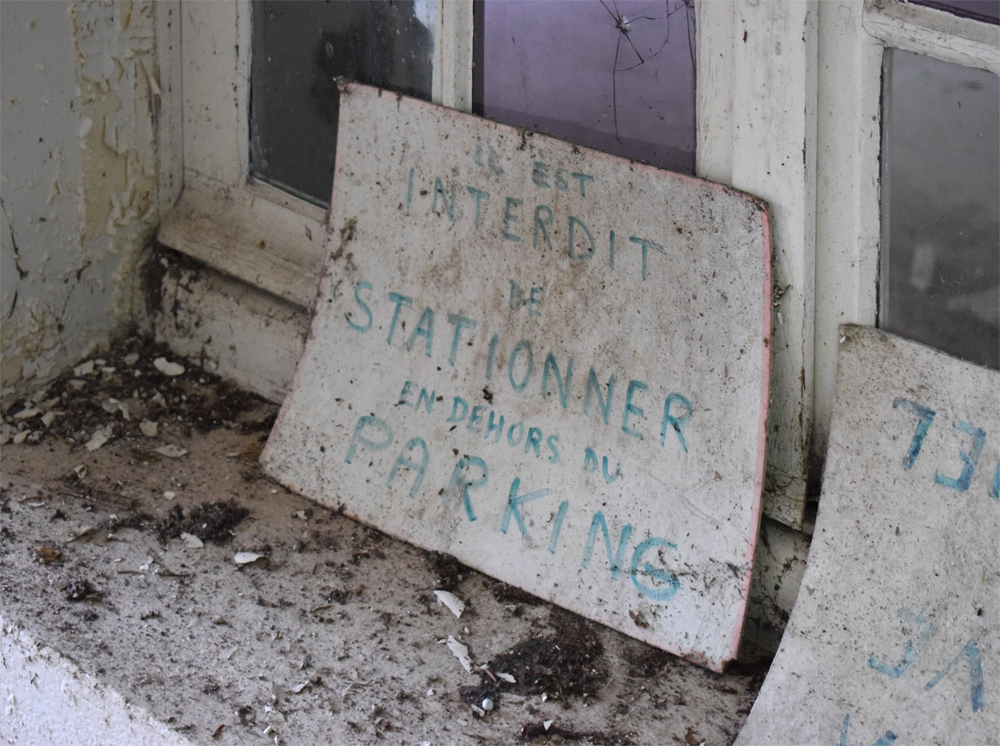 IL EST
INTERDIT
DE
STATIONNER
EN DEHORS DU
PARKING